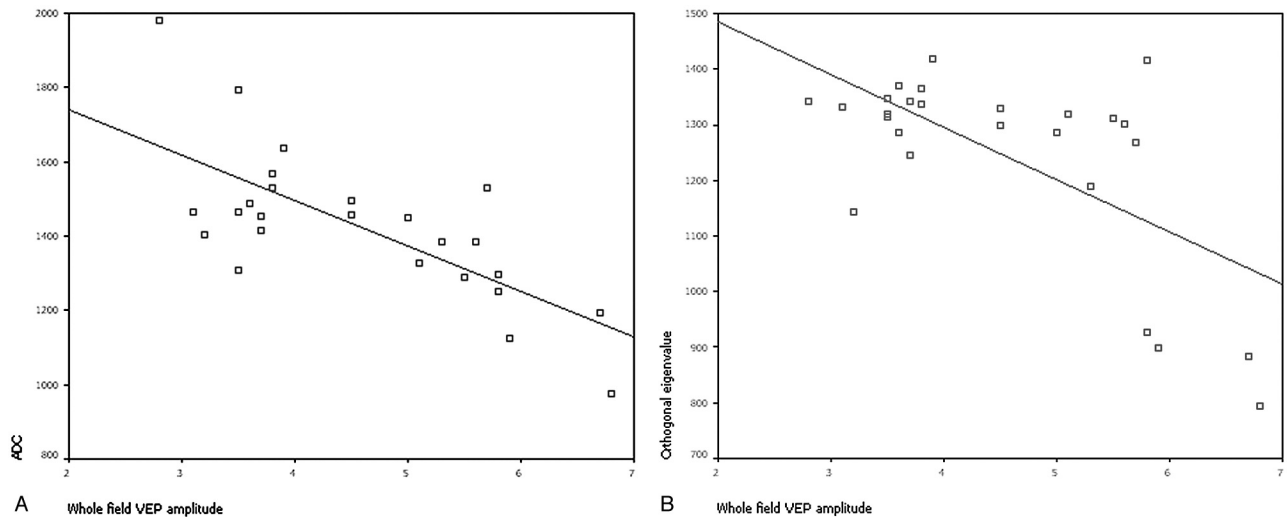 2000
1800
1600
1400
1200
1000
800
ADC
2 3 4 5 6 7
A Whole field VEP amplitude
1500
1400
1300
1200
1100
1000
900
800
700
Orthogonal eigenvalue
2 3 4 5 6 7
B Whole field VEP amplitude